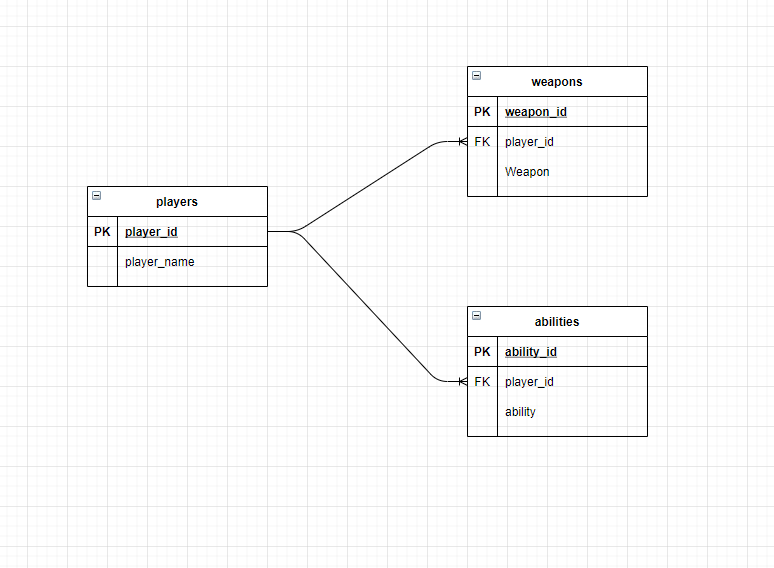 players
PK player_id
player_name
weapons
PK weapon_id
FK player_id
Weapon
abilities
PK ability_id
FK player_id
ability